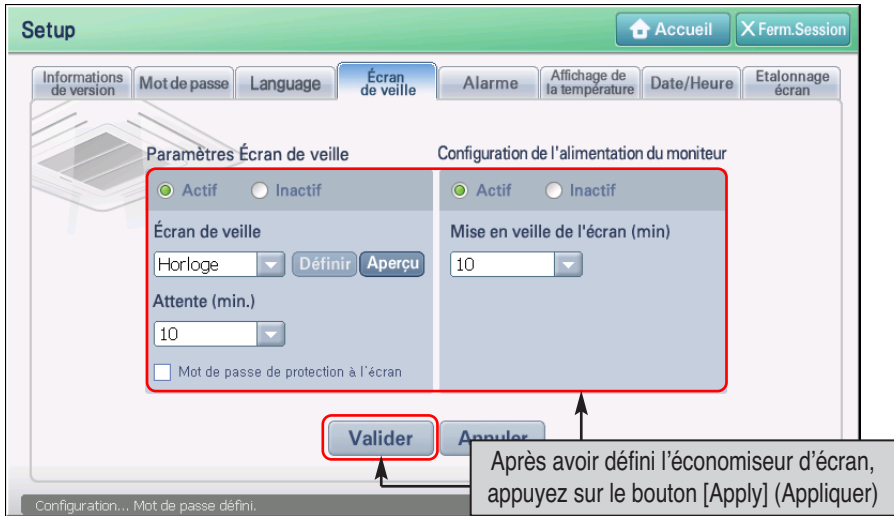 Setup
Accueil
X Ferm.Session
Informations
de version
Mot de passe
Language
Écran
de veille
Alarme
Affichage de
la température
Date/Heure
Etalonnage
écran
Paramètres Écran de veille
Configuration de l'alimentation du moniteur
Actif
Inactif
Actif
Inactif
Écran de veille
Mise en veille de l'écran (min)
Horloge
Définir
Aperçu
10
Attente (min.)
10
Mot de passe de protection à l'écran
Valider
Annuler
Après avoir défini l’économiseur d’écran,
appuyez sur le bouton [Apply] (Appliquer)
Configuration... Mot de passe défini.